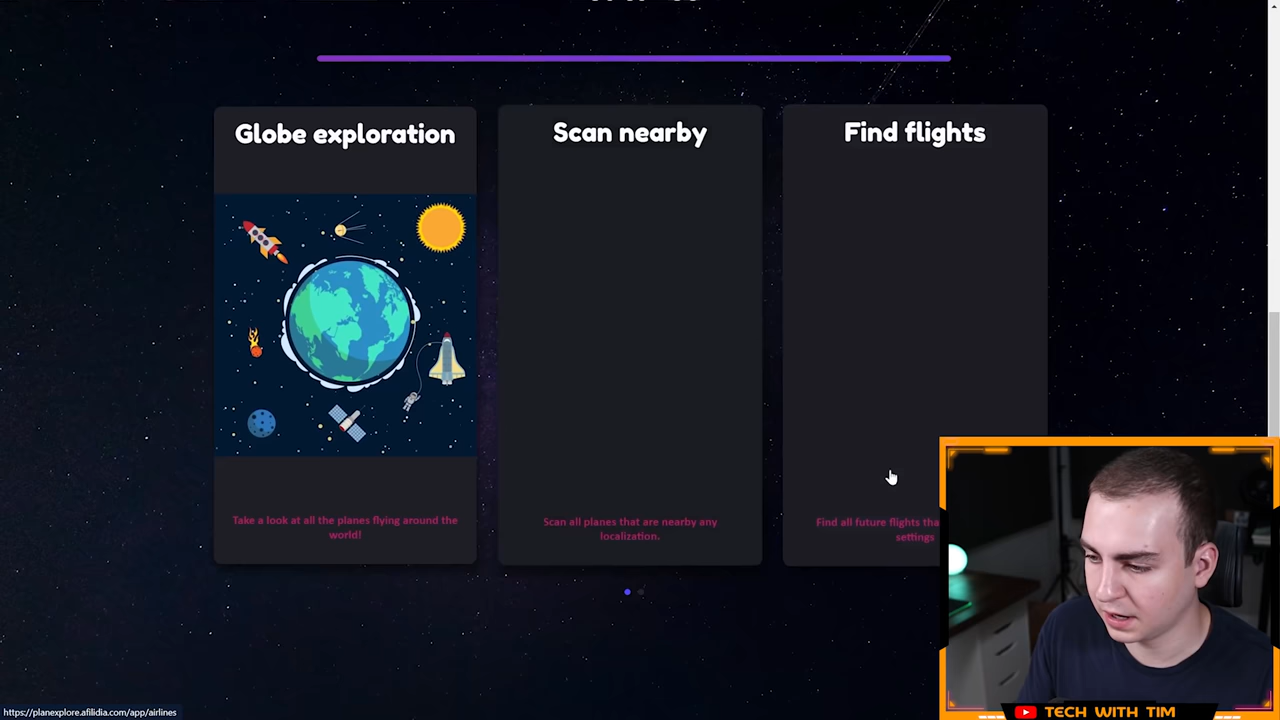 Globe exploration
Scan nearby
Find flights
Take a look at all the planes flying around the
world!
Scan all planes that are nearby any
localization.
Find all future flights
settings
https://planexplore.afilidia.com/app/airlines
TECH WITH TIM